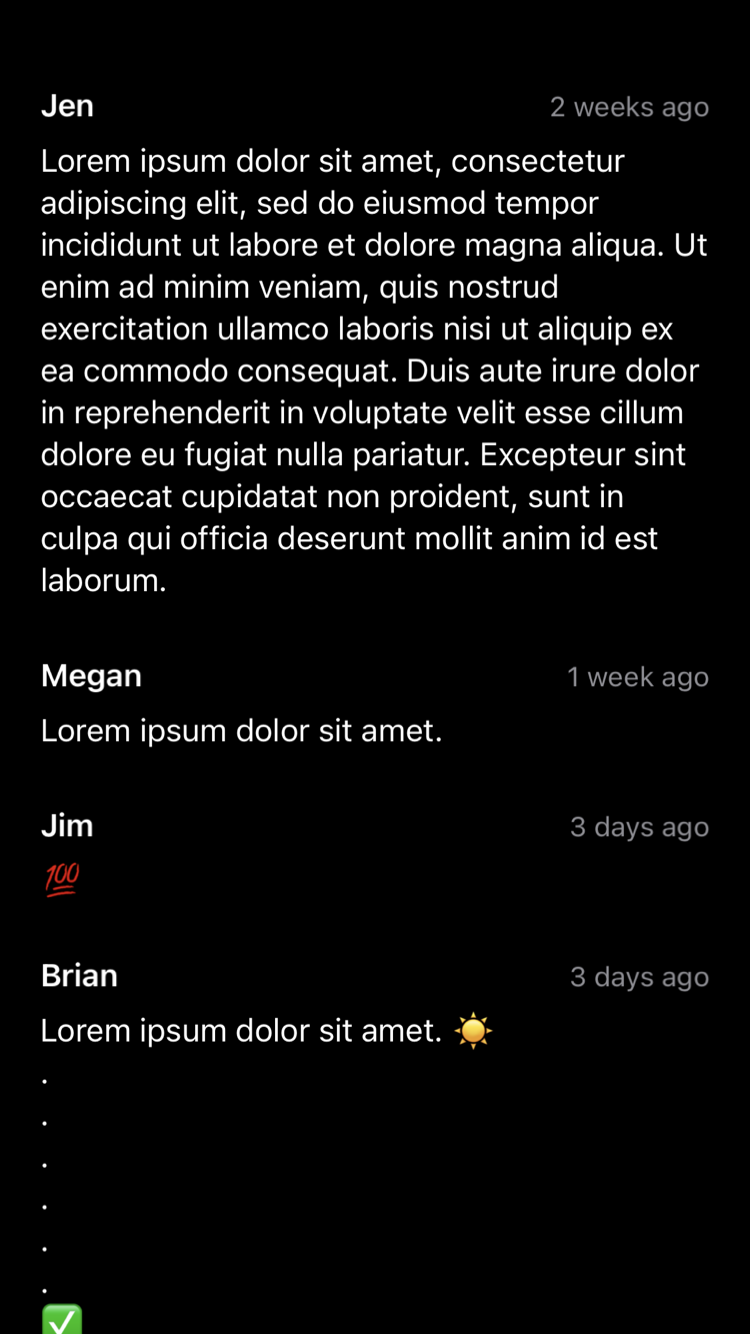 Jen 2 weeks ago
Lorem ipsum dolor sit amet, consectetur
adipiscing elit, sed do eiusmod tempor
incididunt ut labore et dolore magna aliqua. Ut
enim ad minim veniam, quis nostrud
exercitation ullamco laboris nisi ut aliquip ex
ea commodo consequat. Duis aute irure dolor
in reprehenderit in voluptate velit esse cillum
dolore eu fugiat nulla pariatur. Excepteur sint
occaecat cupidatat non proident, sunt in
culpa qui officia deserunt mollit anim id est
laborum.
Megan 1 week ago
Lorem ipsum dolor sit amet.
Jim 3 days ago
💯
Brian 3 days ago
Lorem ipsum dolor sit amet. ☀️
.
.
.
.
.
.
✅